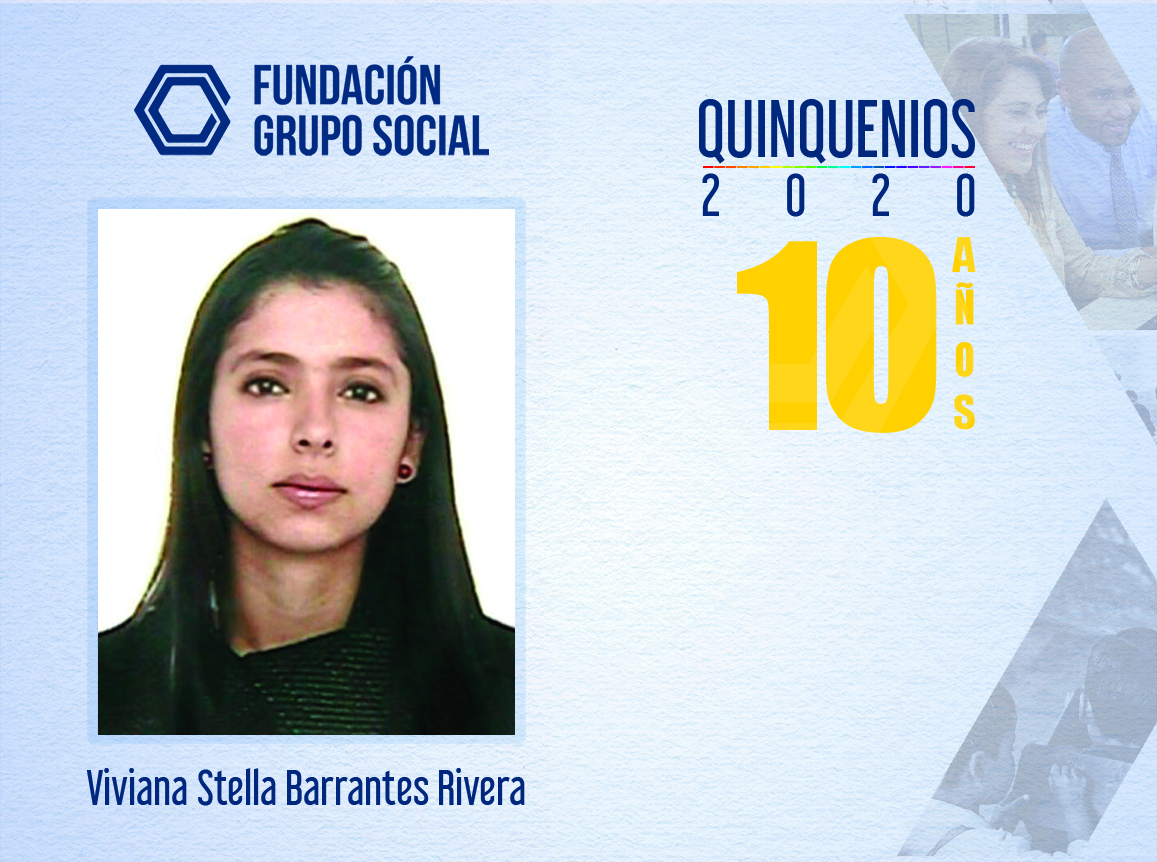 FUNDACIÓN
GRUPO SOCIAL
QUINQUENIOS
2020
10
AÑOS
Viviana Stella Barrantes Rivera